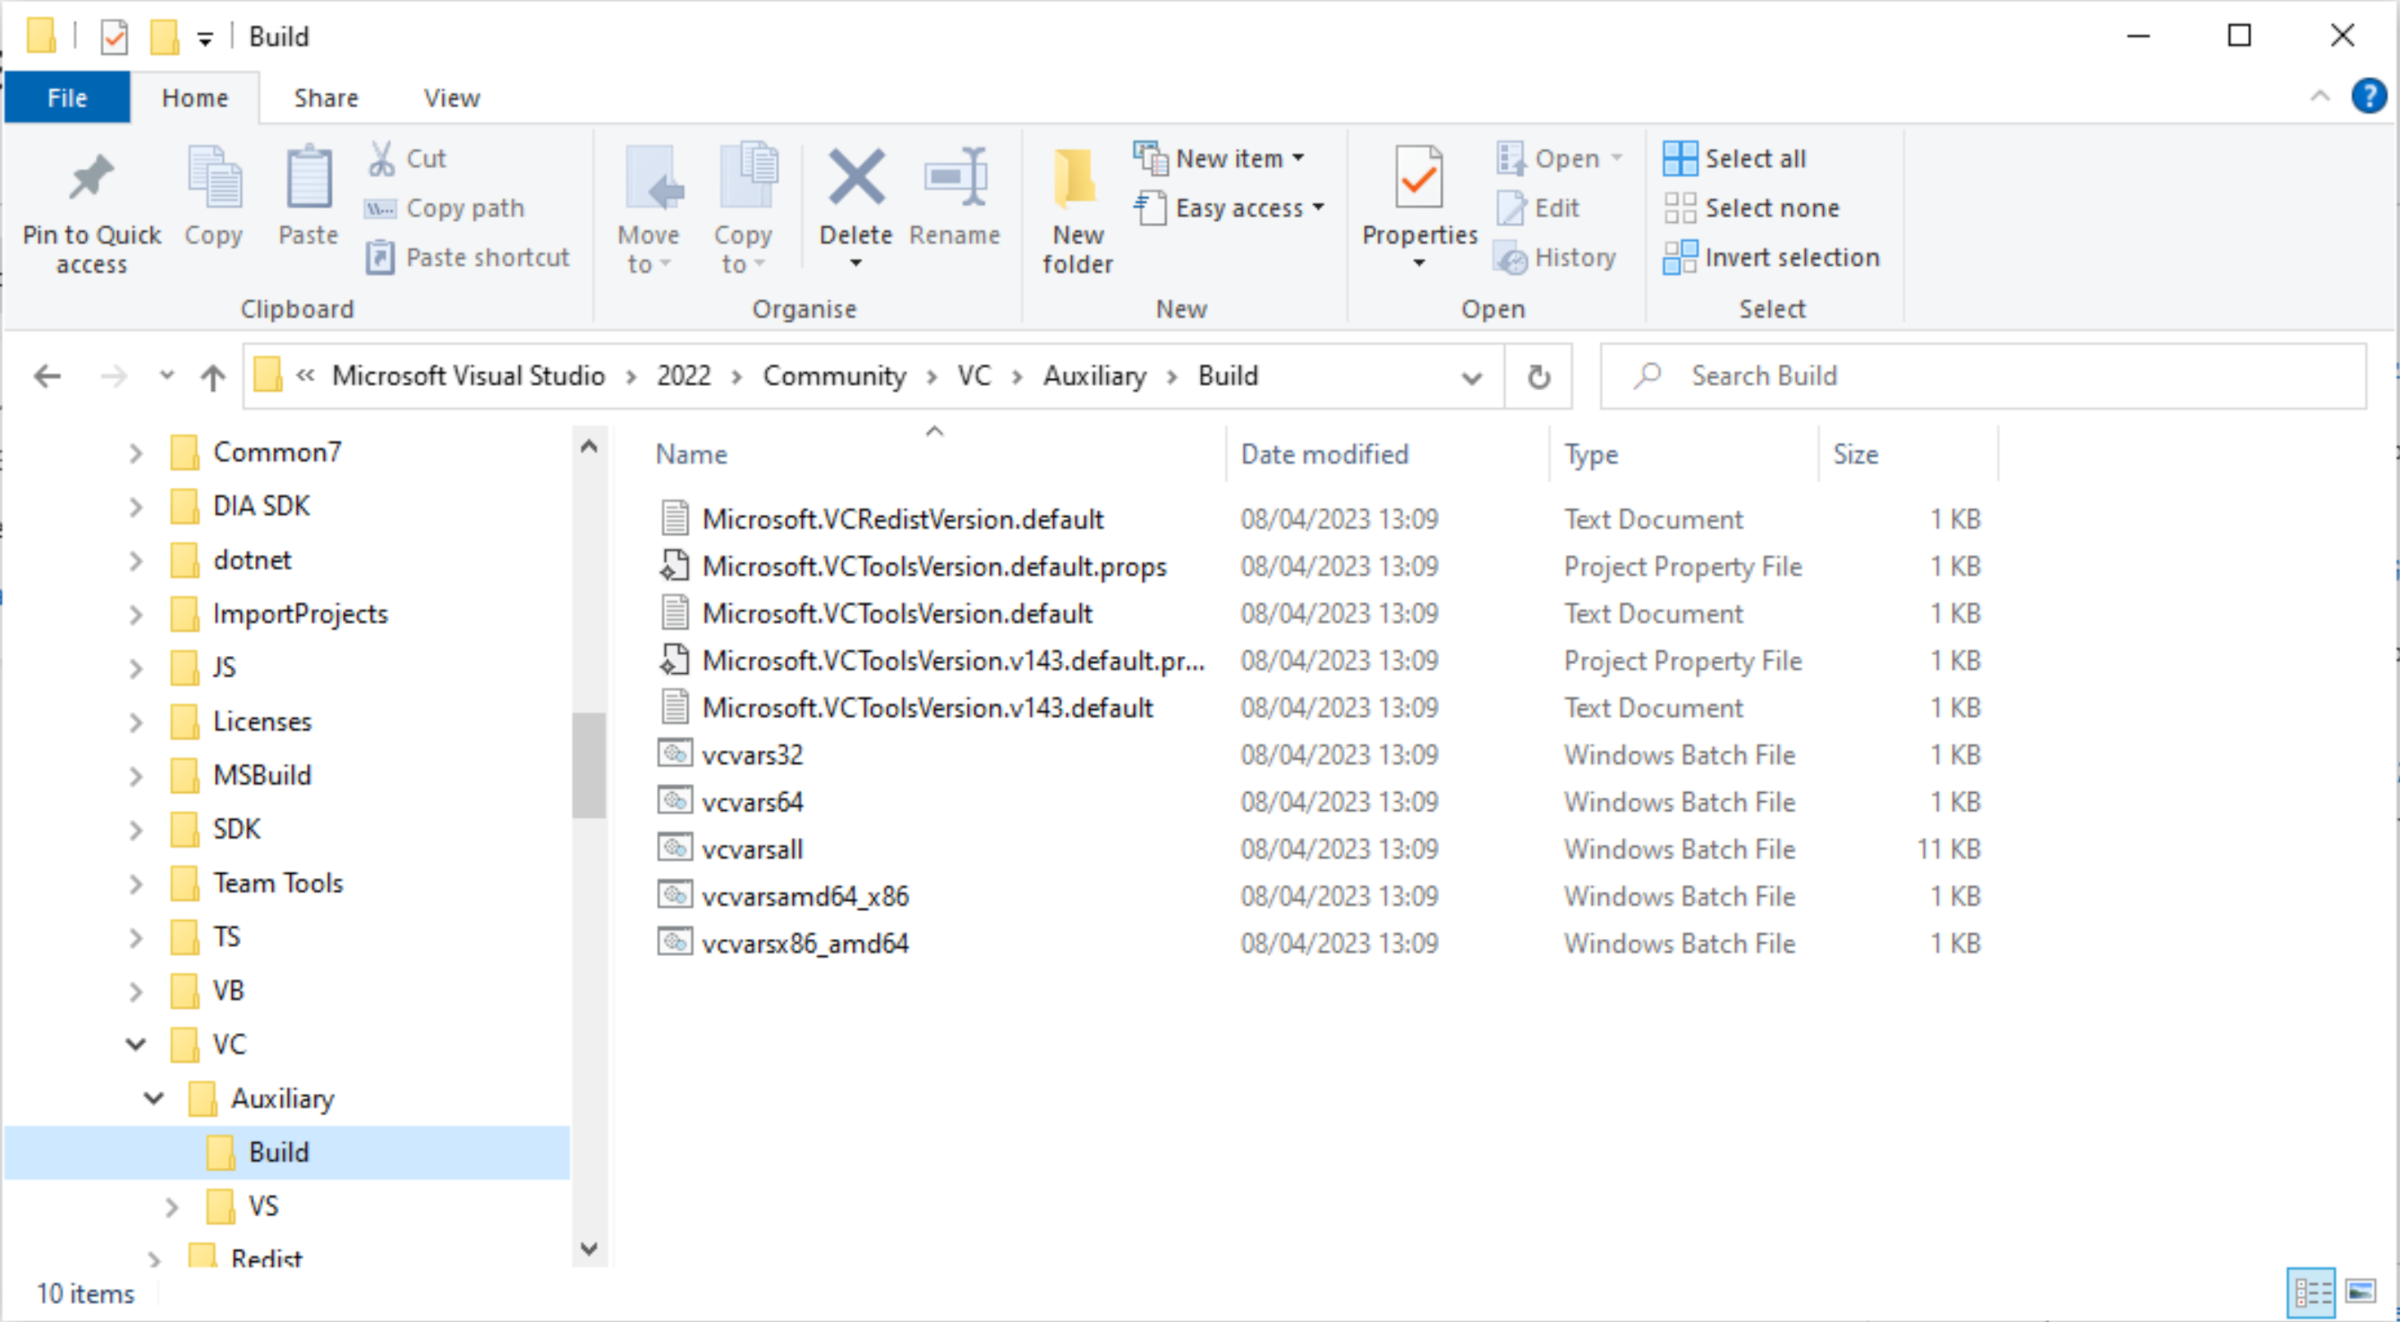 Build
File Home Share View
Pin to Quick access
Copy
Paste
Cut
Copy path
Paste shortcut
Clipboard
Move to
Copy to
Delete
Rename
Organise
New folder
New item
Easy access
New
Properties
Open
Edit
History
Open
Select all
Select none
Invert selection
Select
« Microsoft Visual Studio › 2022 › Community › VC › Auxiliary › Build
Search Build
Common7
DIA SDK
dotnet
ImportProjects
JS
Licenses
MSBuild
SDK
Team Tools
TS
VB
VC
Auxiliary
Build
VS
Redist
Name Date modified Type Size
Microsoft.VCRedistVersion.default 08/04/2023 13:09 Text Document 1 KB
Microsoft.VCToolsVersion.default.props 08/04/2023 13:09 Project Property File 1 KB
Microsoft.VCToolsVersion.default 08/04/2023 13:09 Text Document 1 KB
Microsoft.VCToolsVersion.v143.default.pr... 08/04/2023 13:09 Project Property File 1 KB
Microsoft.VCToolsVersion.v143.default 08/04/2023 13:09 Text Document 1 KB
vcvars32 08/04/2023 13:09 Windows Batch File 1 KB
vcvars64 08/04/2023 13:09 Windows Batch File 1 KB
vcvarsall 08/04/2023 13:09 Windows Batch File 11 KB
vcvarsamd64_x86 08/04/2023 13:09 Windows Batch File 1 KB
vcvarsx86_amd64 08/04/2023 13:09 Windows Batch File 1 KB
10 items